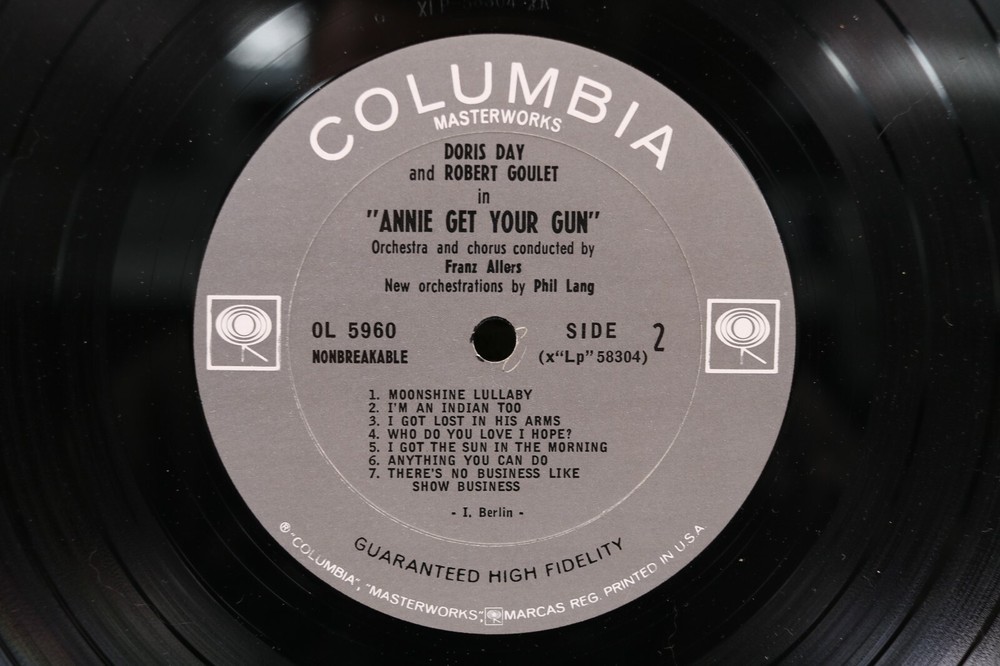 COLUMBIA
MASTERWORKS
DORIS DAY
and ROBERT GOULET
in
"ANNIE GET YOUR GUN"
Orchestra and chorus conducted by
Franz Allers
New orchestrations by Phil Lang
OL 5960
NONBREAKABLE
SIDE 2
(x"Lp" 58304)
1. MOONSHINE LULLABY
2. I'M AN INDIAN TOO
3. I GOT LOST IN HIS ARMS
4. WHO DO YOU LOVE I HOPE?
5. I GOT THE SUN IN THE MORNING
6. ANYTHING YOU CAN DO
7. THERE'S NO BUSINESS LIKE
SHOW BUSINESS
- I. Berlin -
GUARANTEED HIGH FIDELITY
® "COLUMBIA", "MASTERWORKS", MARCAS REG. PRINTED IN U.S.A.